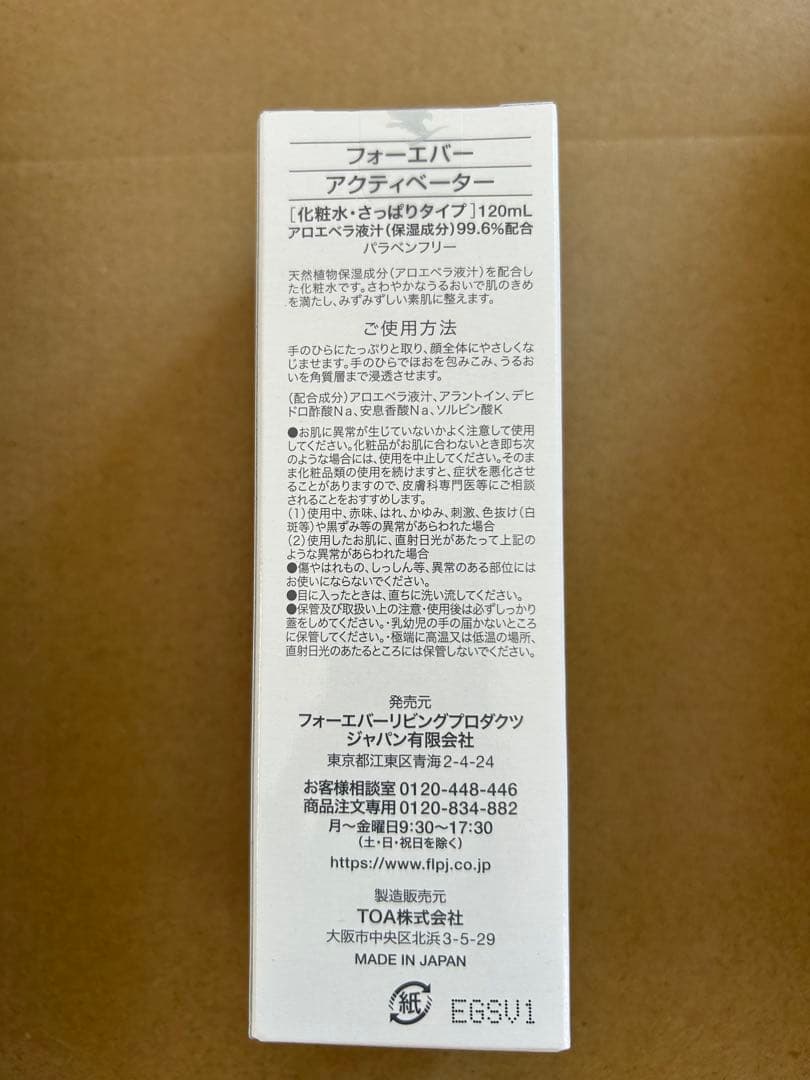 フォーエバー
アクティベーター
［化粧水・さっぱりタイプ］120mL
アロエベラ液汁（保湿成分）99.6%配合
パラベンフリー
天然植物保湿成分（アロエベラ液汁）を配合し
た化粧水です。さわやかなうるおいで肌のきめ
を満たし、みずみずしい素肌に整えます。
ご使用方法
手のひらにたっぷりと取り、顔全体にやさしくな
じませます。手のひらでほおを包みこみ、うるお
いを角質層まで浸透させます。
（配合成分）アロエベラ液汁、アラントイン、デヒ
ドロ酢酸Na、安息香酸Na、ソルビン酸K
●お肌に異常が生じていないかよく注意して使用
してください。化粧品がお肌に合わないとき即ち次
のような場合には、使用を中止してください。そのま
ま化粧品類の使用を続けますと、症状を悪化させ
ることがありますので、皮膚科専門医等にご相談
されることをおすすめします。
（1）使用中、赤味、はれ、かゆみ、刺激、色抜け（白
斑等）や黒ずみ等の異常があらわれた場合
（2）使用したお肌に、直射日光があたって上記の
ような異常があらわれた場合
●傷やはれもの、しっしん等、異常のある部位には
お使いにならないでください。
●目に入ったときは、直ちに洗い流してください。
●保管及び取扱い上の注意・使用後は必ずしっかり
蓋をしめてください。・乳幼児の手の届かないところ
に保管してください。・極端に高温又は低温の場所、
直射日光のあたるところには保管しないでください。
発売元
フォーエバーリビングプロダクツ
ジャパン有限会社
東京都江東区青海2-4-24
お客様相談室 0120-448-446
商品注文専用 0120-834-882
月〜金曜日9:30〜17:30
（土・日・祝日を除く）
https://www.flpj.co.jp
製造販売元
TOA株式会社
大阪市中央区北浜3-5-29
MADE IN JAPAN
紙 EGSV1